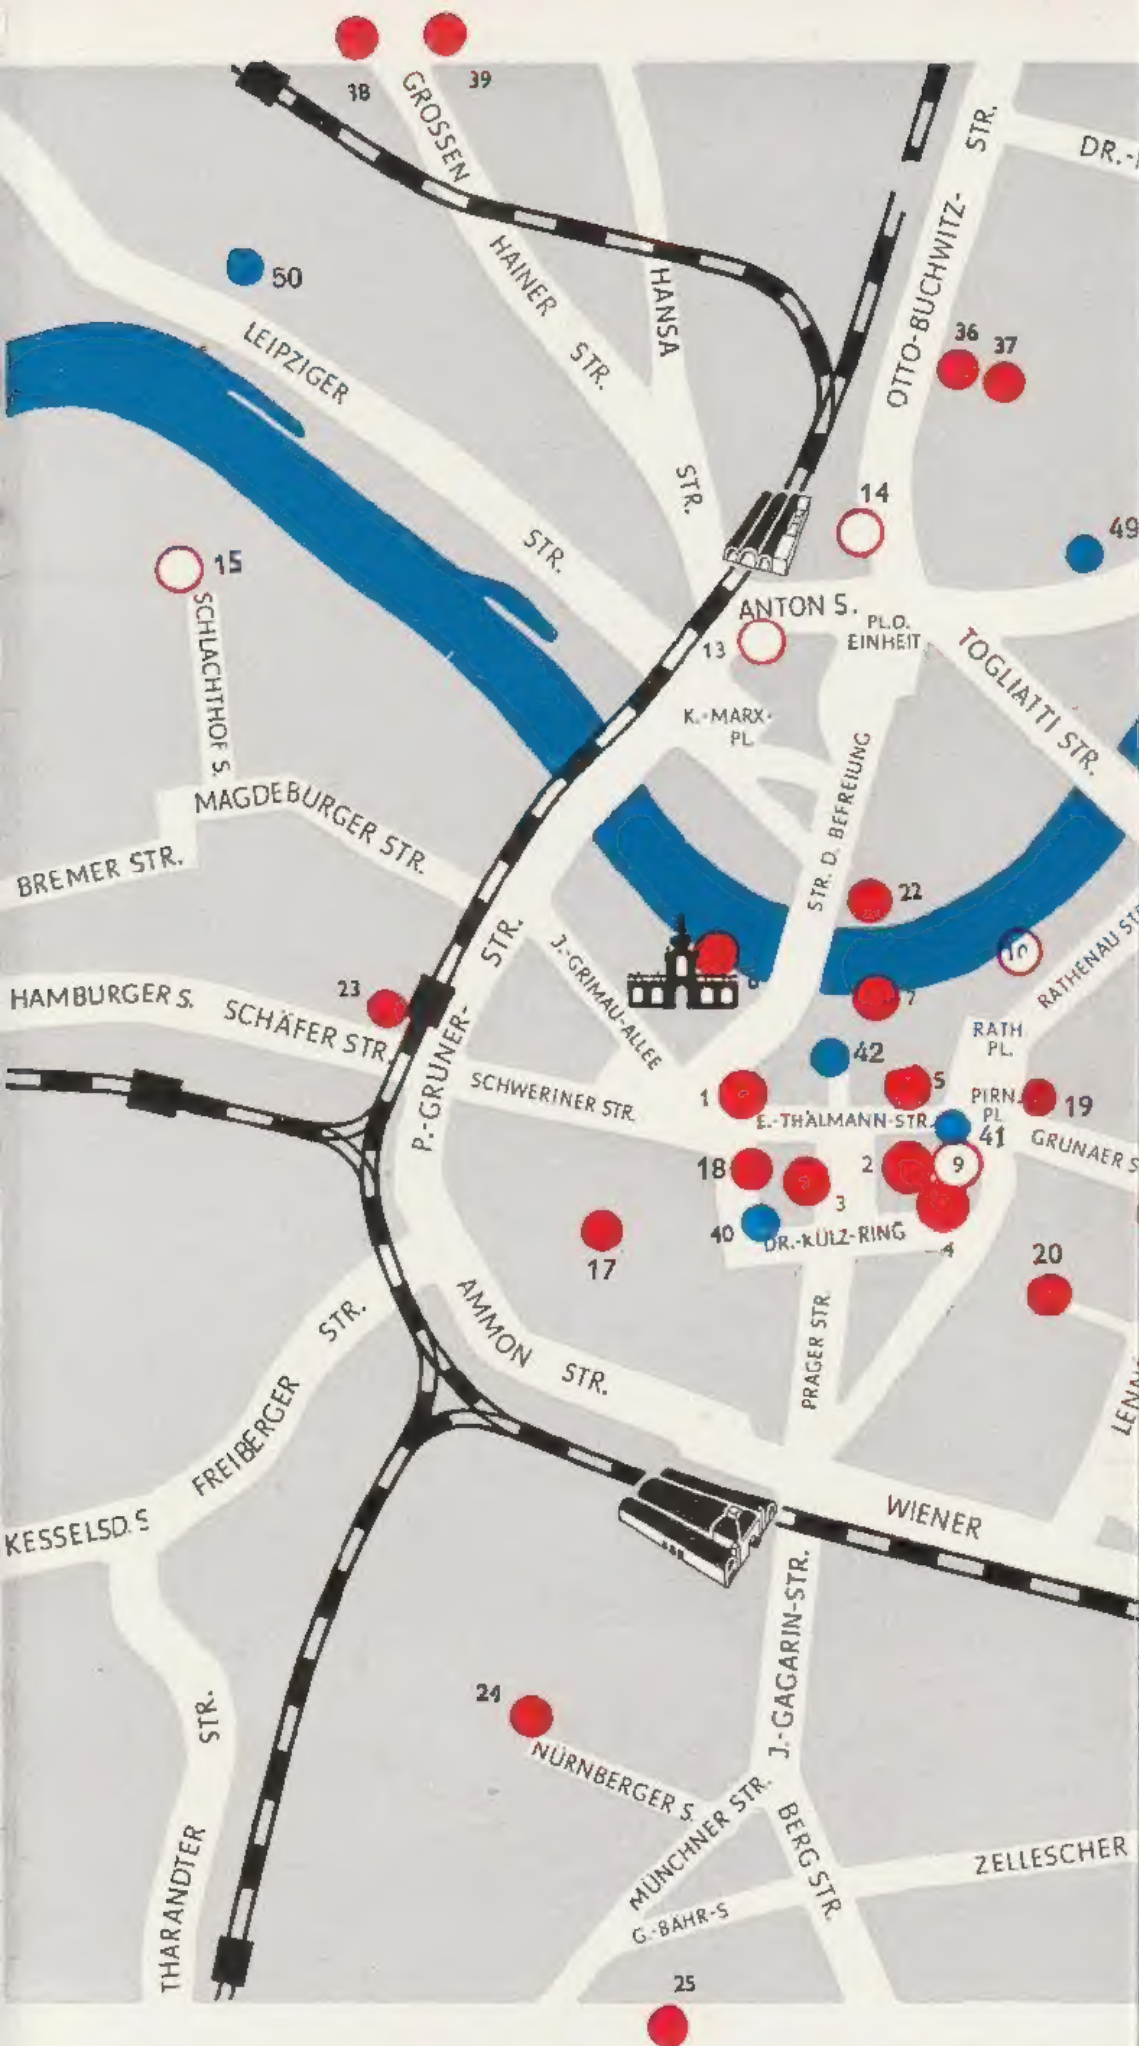 38
39
GROSSEN
HAINER
STR.
HANSA
STR.
OTTO-BUCHWITZ-
STR.
50
LEIPZIGER
STR.
36
37
14
49
15
SCHLACHTHOF S.
ANTON S.
PL.D.
EINHEIT
13
TOGLIATTI STR.
K.-MARX-
PL.
STR. D. BEFREIUNG
MAGDEBURGER STR.
BREMER STR.
22
10
RATHENAU
J.-GRIMAU-ALLEE
HAMBURGER S.
SCHÄFER STR.
23
P.-GRUNER-
STR.
7
RATH.
PL.
42
SCHWERINER STR.
1
5
PIRN.
PL
19
E.-THÄLMANN-STR.
41
GRUNAER S
18
2
9
3
40
DR.-KÜLZ-RING
4
17
20
AMMON
STR.
PRAGER STR.
FREIBERGER
STR.
KESSELSD. S
WIENER
J.-GAGARIN-STR.
24
NÜRNBERGER S.
MÜNCHNER STR.
BERG STR.
THARANDTER
STR.
G.-BÄHR-S
ZELLESCHER
25